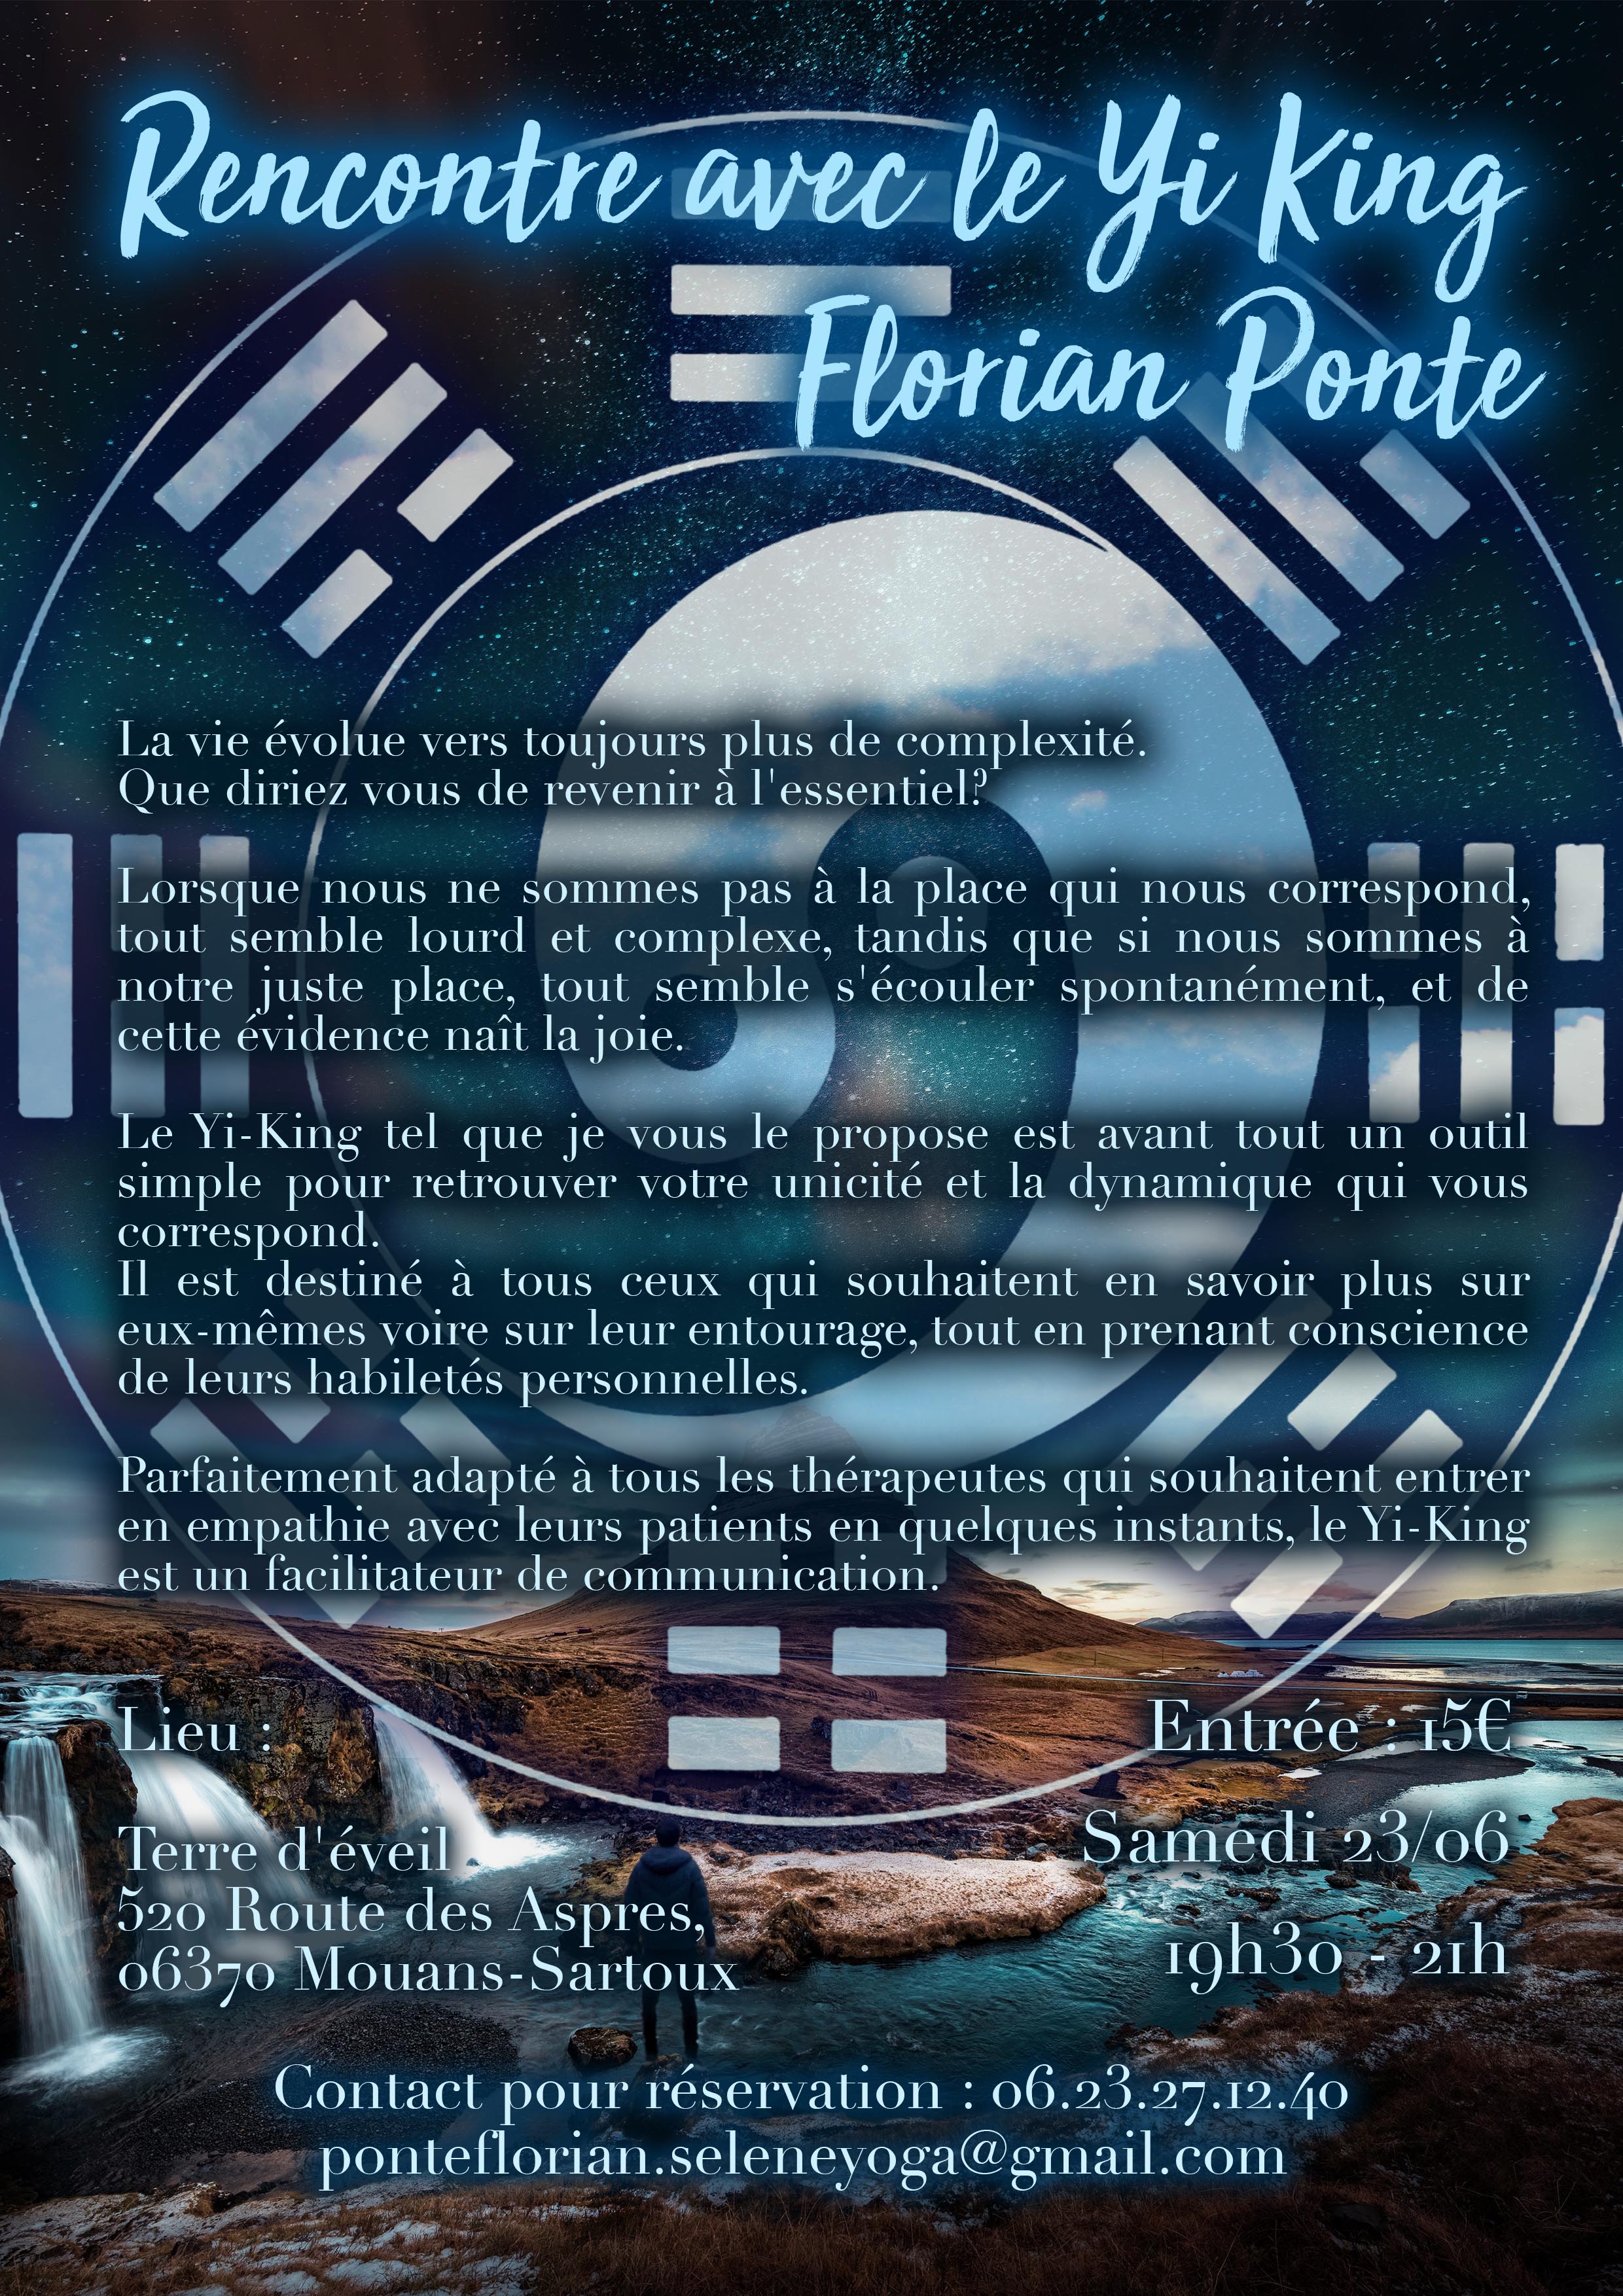 Rencontre avec le Yi King
Florian Ponte
La vie évolue vers toujours plus de complexité.
Que diriez vous de revenir à l'essentiel?
Lorsque nous ne sommes pas à la place qui nous correspond,
tout semble lourd et complexe, tandis que si nous sommes à
notre juste place, tout semble s'écouler spontanément, et de
cette évidence naît la joie.
Le Yi-King tel que je vous le propose est avant tout un outil
simple pour retrouver votre unicité et la dynamique qui vous
correspond.
Il est destiné à tous ceux qui souhaitent en savoir plus sur
eux-mêmes voire sur leur entourage, tout en prenant conscience
de leurs habiletés personnelles.
Parfaitement adapté à tous les thérapeutes qui souhaitent entrer
en empathie avec leurs patients en quelques instants, le Yi-King
est un facilitateur de communication.
Lieu :
Terre d'éveil
520 Route des Aspres,
06370 Mouans-Sartoux
Entrée : 15€
Samedi 23/06
19h30 - 21h
Contact pour réservation : 06.23.27.12.40
ponteflorian.seleneyoga@gmail.com